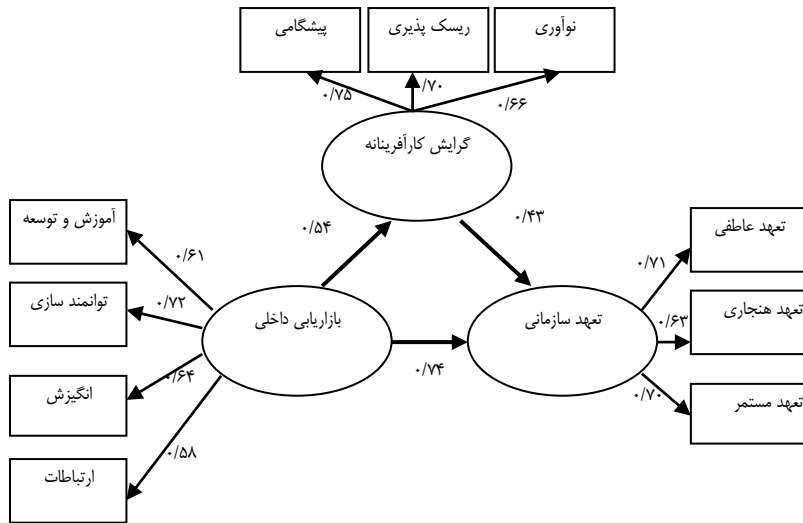 نوآوری
ریسک پذیری
پیشگامی
۰/۶۶
۰/۷۰
۰/۷۵
گرایش کارآفرینانه
۰/۴۳
۰/۵۴
آموزش و توسعه
۰/۶۱
توانمند سازی
۰/۷۲
انگیزش
۰/۶۴
ارتباطات
۰/۵۸
بازاریابی داخلی
۰/۷۴
تعهد سازمانی
تعهد عاطفی
۰/۷۱
تعهد هنجاری
۰/۶۳
تعهد مستمر
۰/۷۰